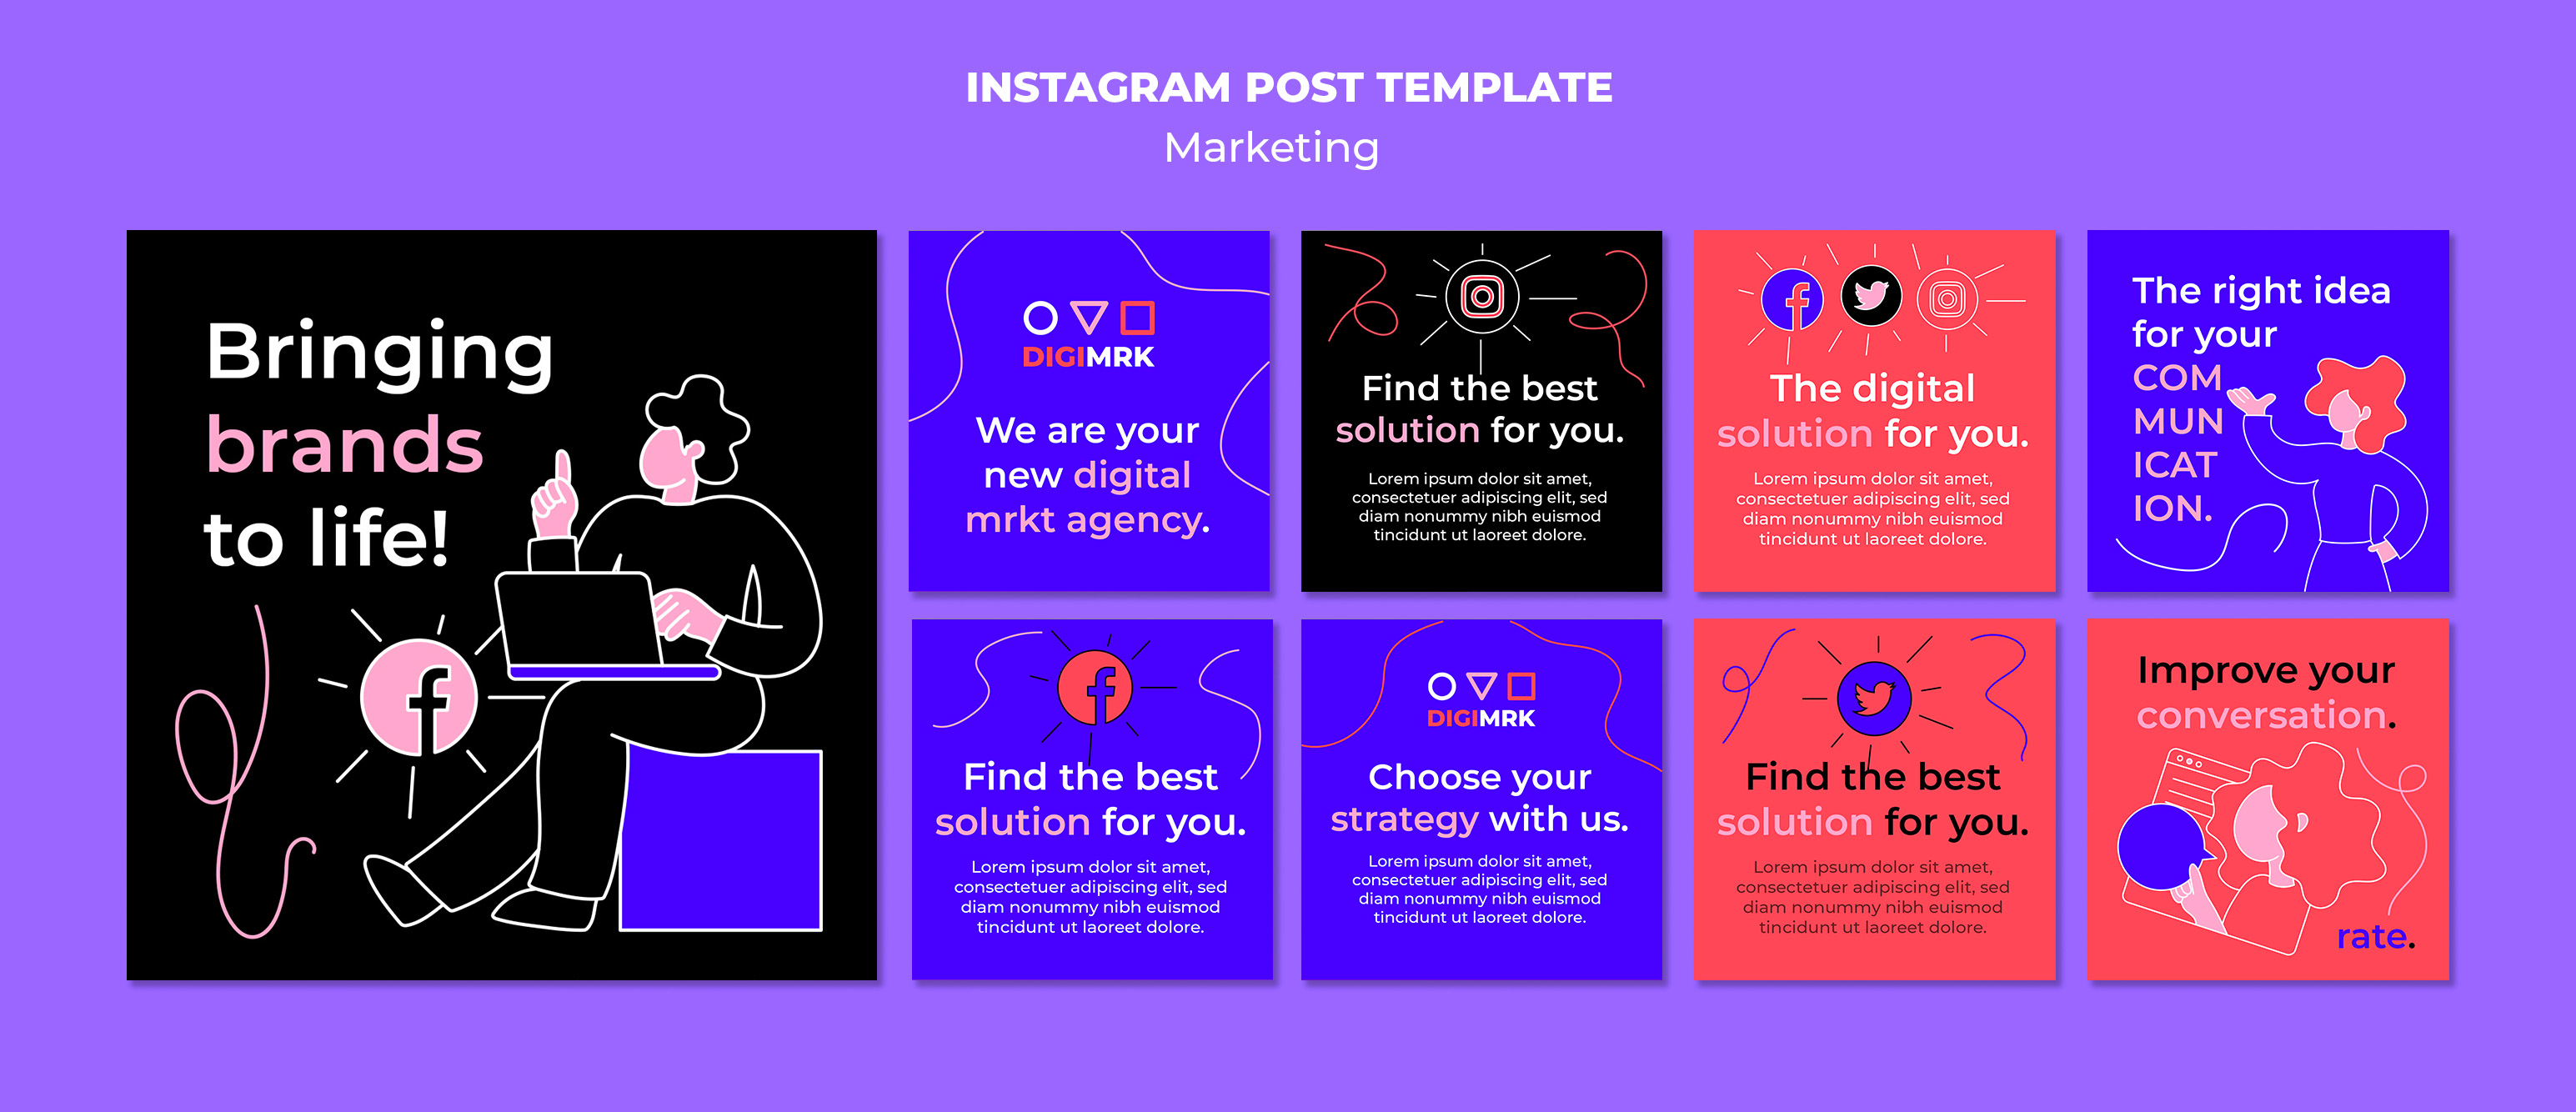 INSTAGRAM POST TEMPLATE
Marketing
Bringing
brands
to life!
DIGIMRK
We are your
new digital
mrkt agency.
Find the best
solution for you.
Lorem ipsum dolor sit amet,
consectetuer adipiscing elit, sed
diam nonummy nibh euismod
tincidunt ut laoreet dolore.
The digital
solution for you.
Lorem ipsum dolor sit amet,
consectetuer adipiscing elit, sed
diam nonummy nibh euismod
tincidunt ut laoreet dolore.
The right idea
for your
COM
MUN
ICAT
ION.
Find the best
solution for you.
Lorem ipsum dolor sit amet,
consectetuer adipiscing elit, sed
diam nonummy nibh euismod
tincidunt ut laoreet dolore.
DIGIMRK
Choose your
strategy with us.
Lorem ipsum dolor sit amet,
consectetuer adipiscing elit, sed
diam nonummy nibh euismod
tincidunt ut laoreet dolore.
Find the best
solution for you.
Lorem ipsum dolor sit amet,
consectetuer adipiscing elit, sed
diam nonummy nibh euismod
tincidunt ut laoreet dolore.
Improve your
conversation.
rate.